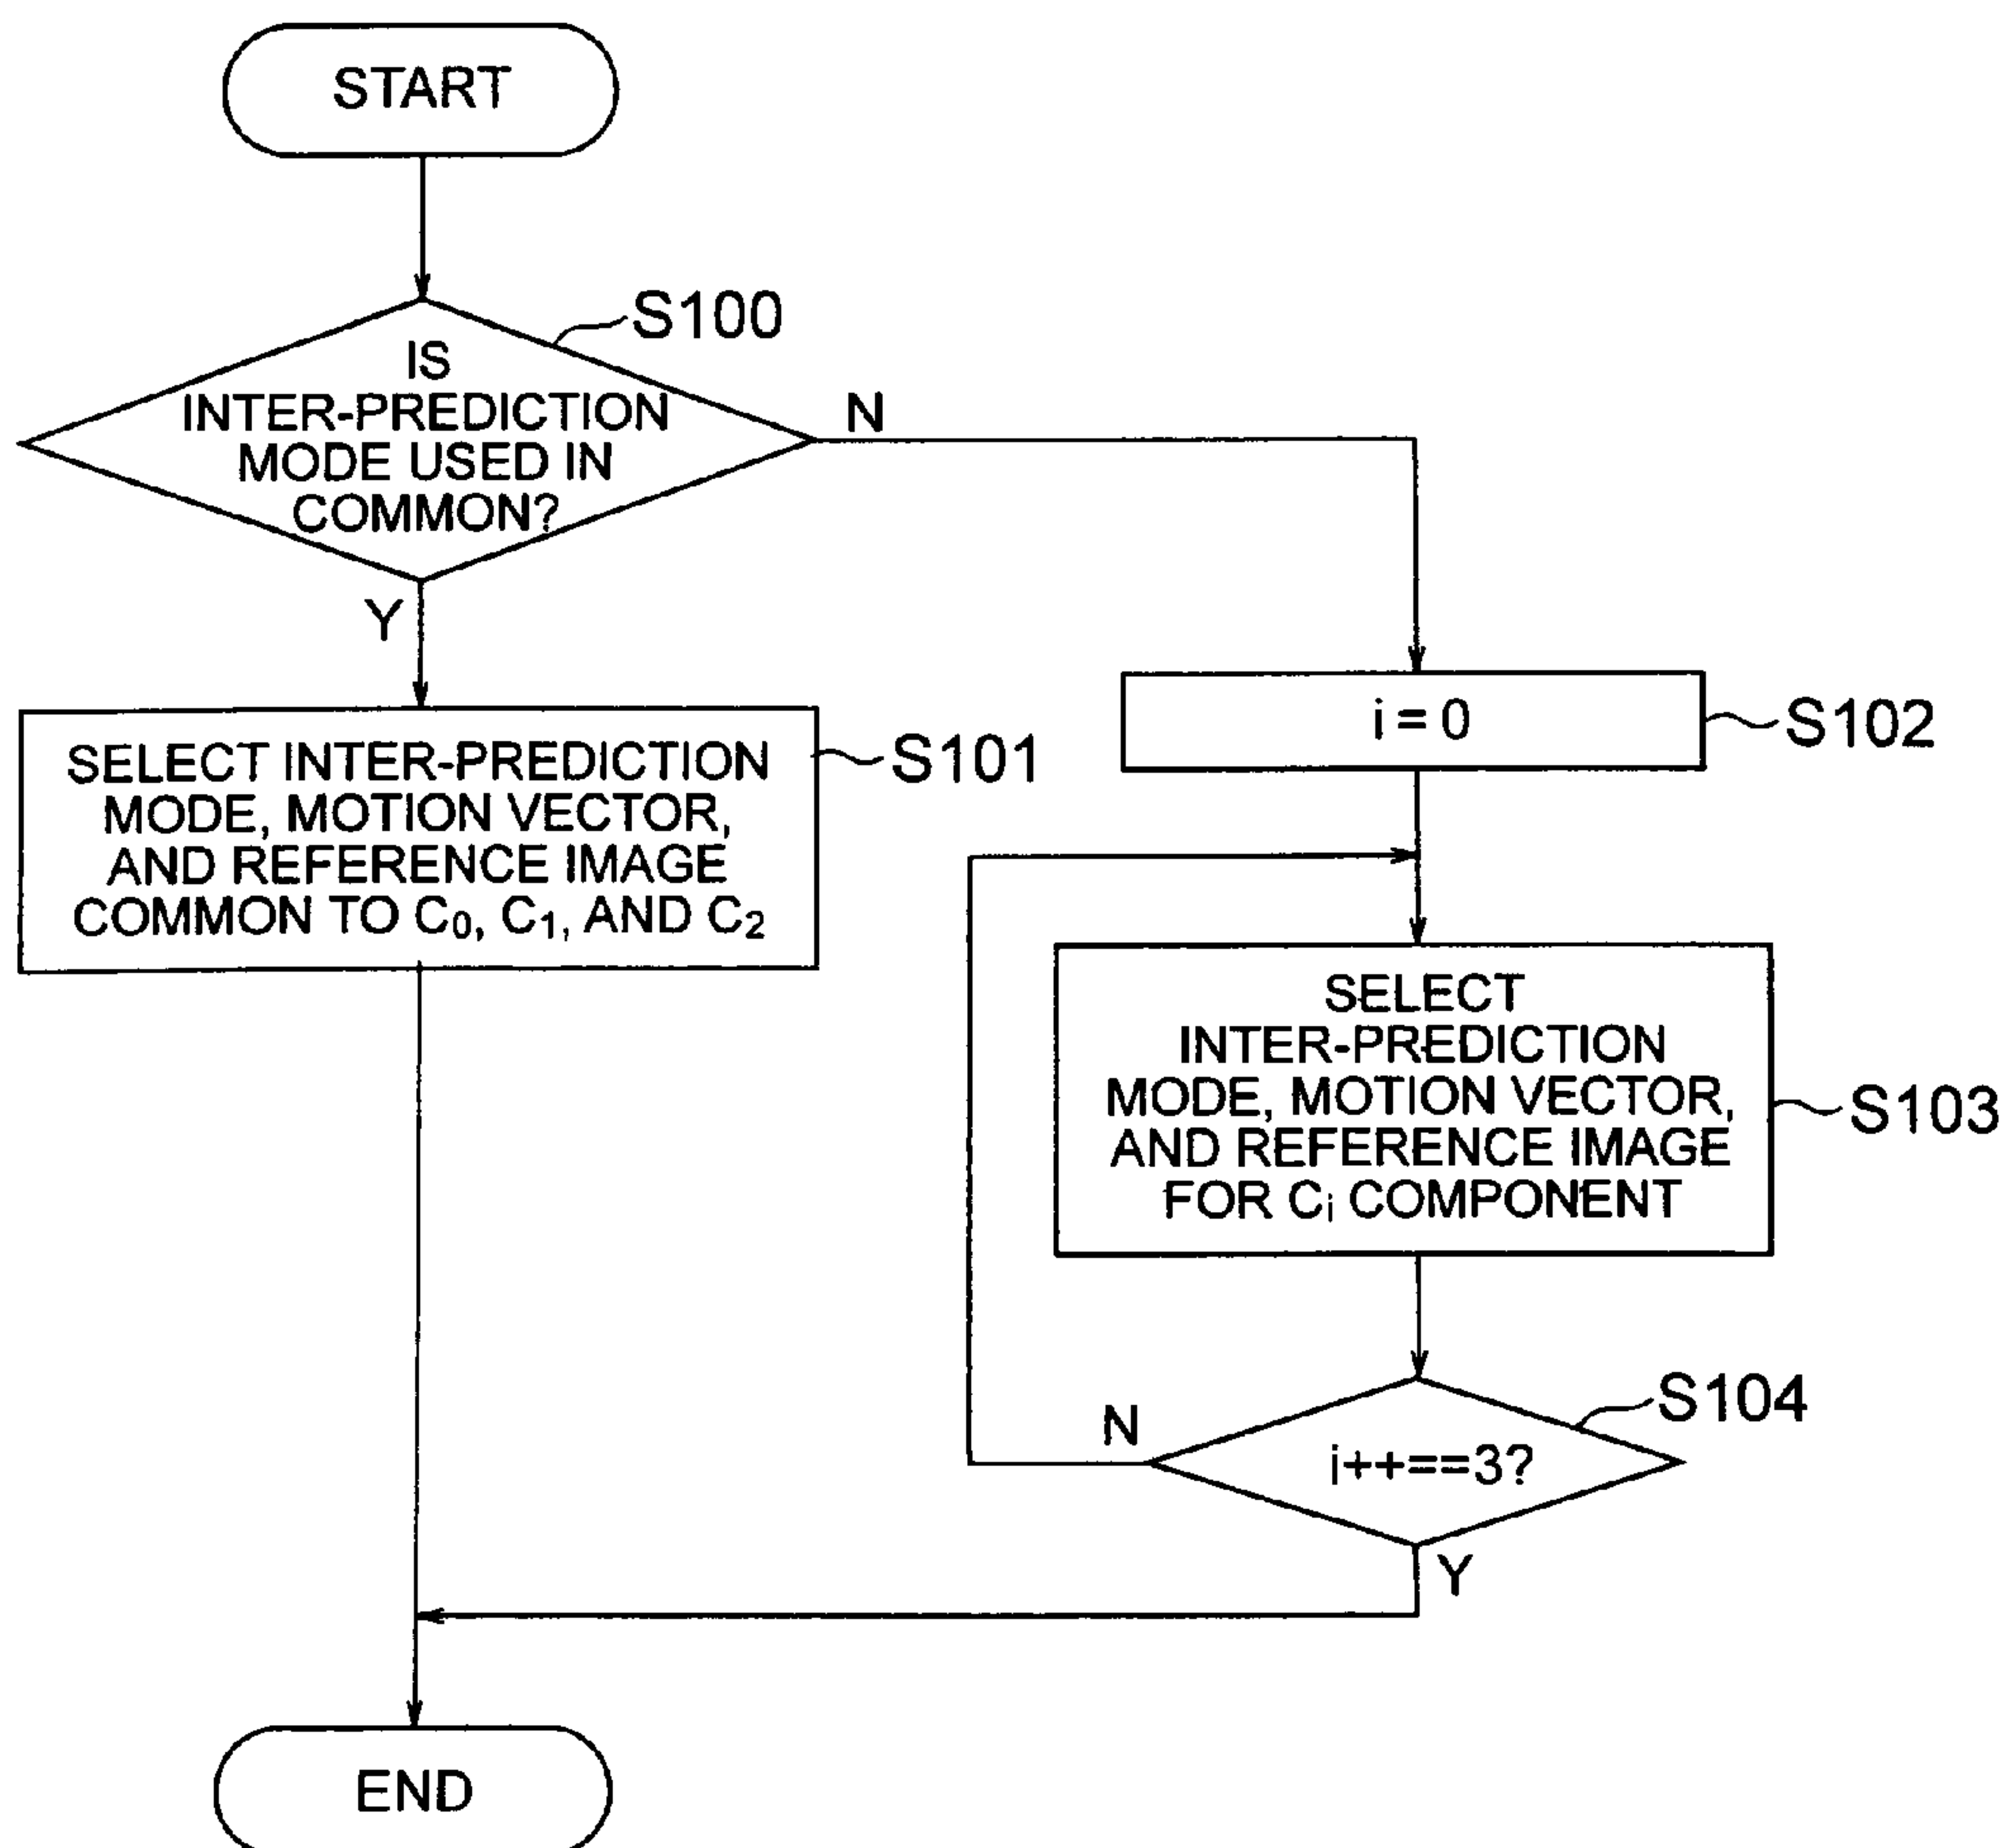 START
S100
IS
INTER-PREDICTION
MODE USED IN
COMMON?
N
Y
SELECT INTER-PREDICTION
MODE, MOTION VECTOR,
AND REFERENCE IMAGE
COMMON TO C₀, C₁, AND C₂
S101
i = 0
S102
SELECT
INTER-PREDICTION
MODE, MOTION VECTOR,
AND REFERENCE IMAGE
FOR Cᵢ COMPONENT
S103
S104
N
i++==3?
Y
END